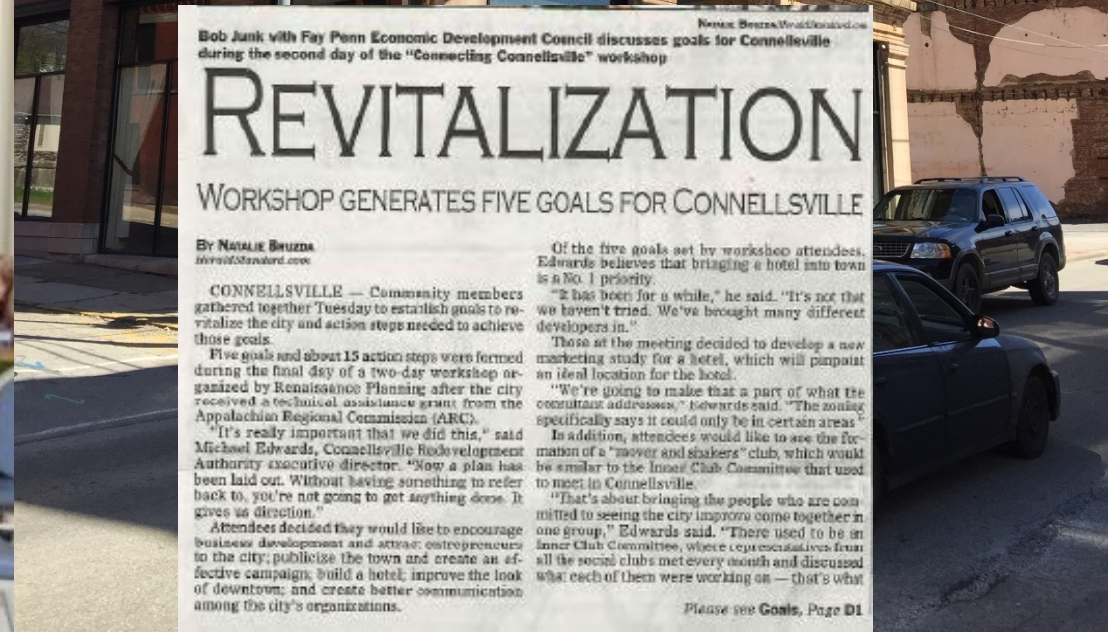 Natalie Bruzda/HeraldStandard.com
Bob Junk with Fay Penn Economic Development Council discusses goals for Connellsville
during the second day of the “Connecting Connellsville” workshop
REVITALIZATION
WORKSHOP GENERATES FIVE GOALS FOR CONNELLSVILLE
BY NATALIE BRUZDA
HeraldStandard.com
CONNELLSVILLE — Community members
gathered together Tuesday to establish goals to re-
vitalize the city and action steps needed to achieve
those goals.
Five goals and about 15 action steps were formed
during the final day of a two-day workshop or-
ganized by Renaissance Planning after the city
received a technical assistance grant from the
Appalachian Regional Commission (ARC).
“It's really important that we did this,” said
Michael Edwards, Connellsville Redevelopment
Authority executive director. “Now a plan has
been laid out. Without having something to refer
back to, you're not going to get anything done. It
gives us direction.”
Attendees decided they would like to encourage
business development and attract entrepreneurs
to the city; publicize the town and create an ef-
fective campaign; build a hotel; improve the look
of downtown; and create better communication
among the city's organizations.
Of the five goals set by workshop attendees,
Edwards believes that bringing a hotel into town
is a No. 1 priority.
“It has been for a while,” he said. “It's not that
we haven't tried. We've brought many different
developers in.”
Those at the meeting decided to develop a new
marketing study for a hotel, which will pinpoint
an ideal location for the hotel.
“We're going to make that a part of what the
consultant addresses,” Edwards said. “The zoning
specifically says it could only be in certain areas”
In addition, attendees would like to see the for-
mation of a “mover and shakers” club, which would
be similar to the Inner Club Committee that used
to meet in Connellsville.
“That's about bringing the people who are com-
mitted to seeing the city improve come together in
one group,” Edwards said. “There used to be an
Inner Club Committee, where representatives from
all the social clubs met every month and discussed
what each of them were working on — that's what
Please see Goals, Page D1